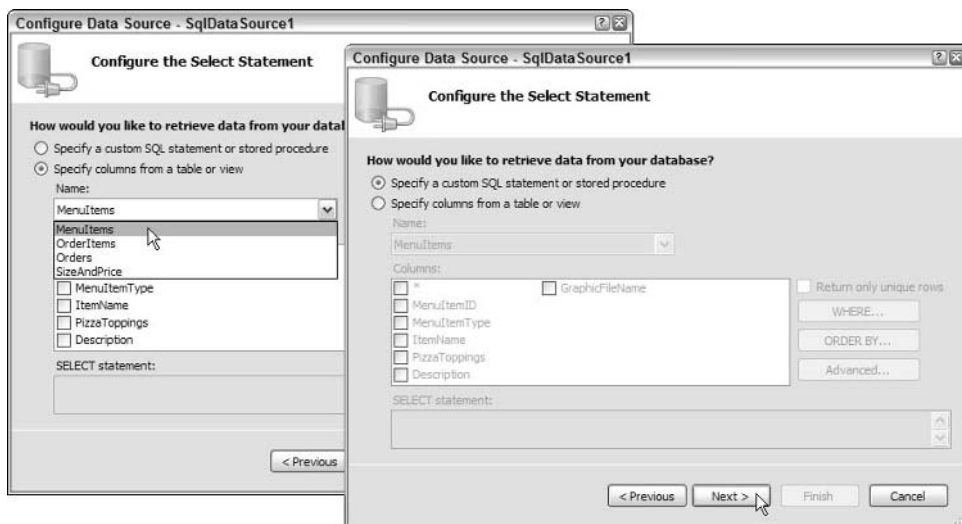 Configure Data Source - SqlDataSource1
Configure the Select Statement
How would you like to retrieve data from your datal
Specify a custom SQL statement or stored procedure
Specify columns from a table or view
Name:
MenuItems
MenuItems
OrderItems
Orders
SizeAndPrice
MenuItemType
ItemName
PizzaToppings
Description
SELECT statement:
< Previous
Configure Data Source - SqlDataSource1
Configure the Select Statement
How would you like to retrieve data from your database?
Specify a custom SQL statement or stored procedure
Specify columns from a table or view
Name:
MenuItems
Columns:
* GraphicFileName Return only unique rows
MenuItemID WHERE...
MenuItemType
ItemName ORDER BY...
PizzaToppings
Description Advanced...
SELECT statement:
< Previous Next > Finish Cancel